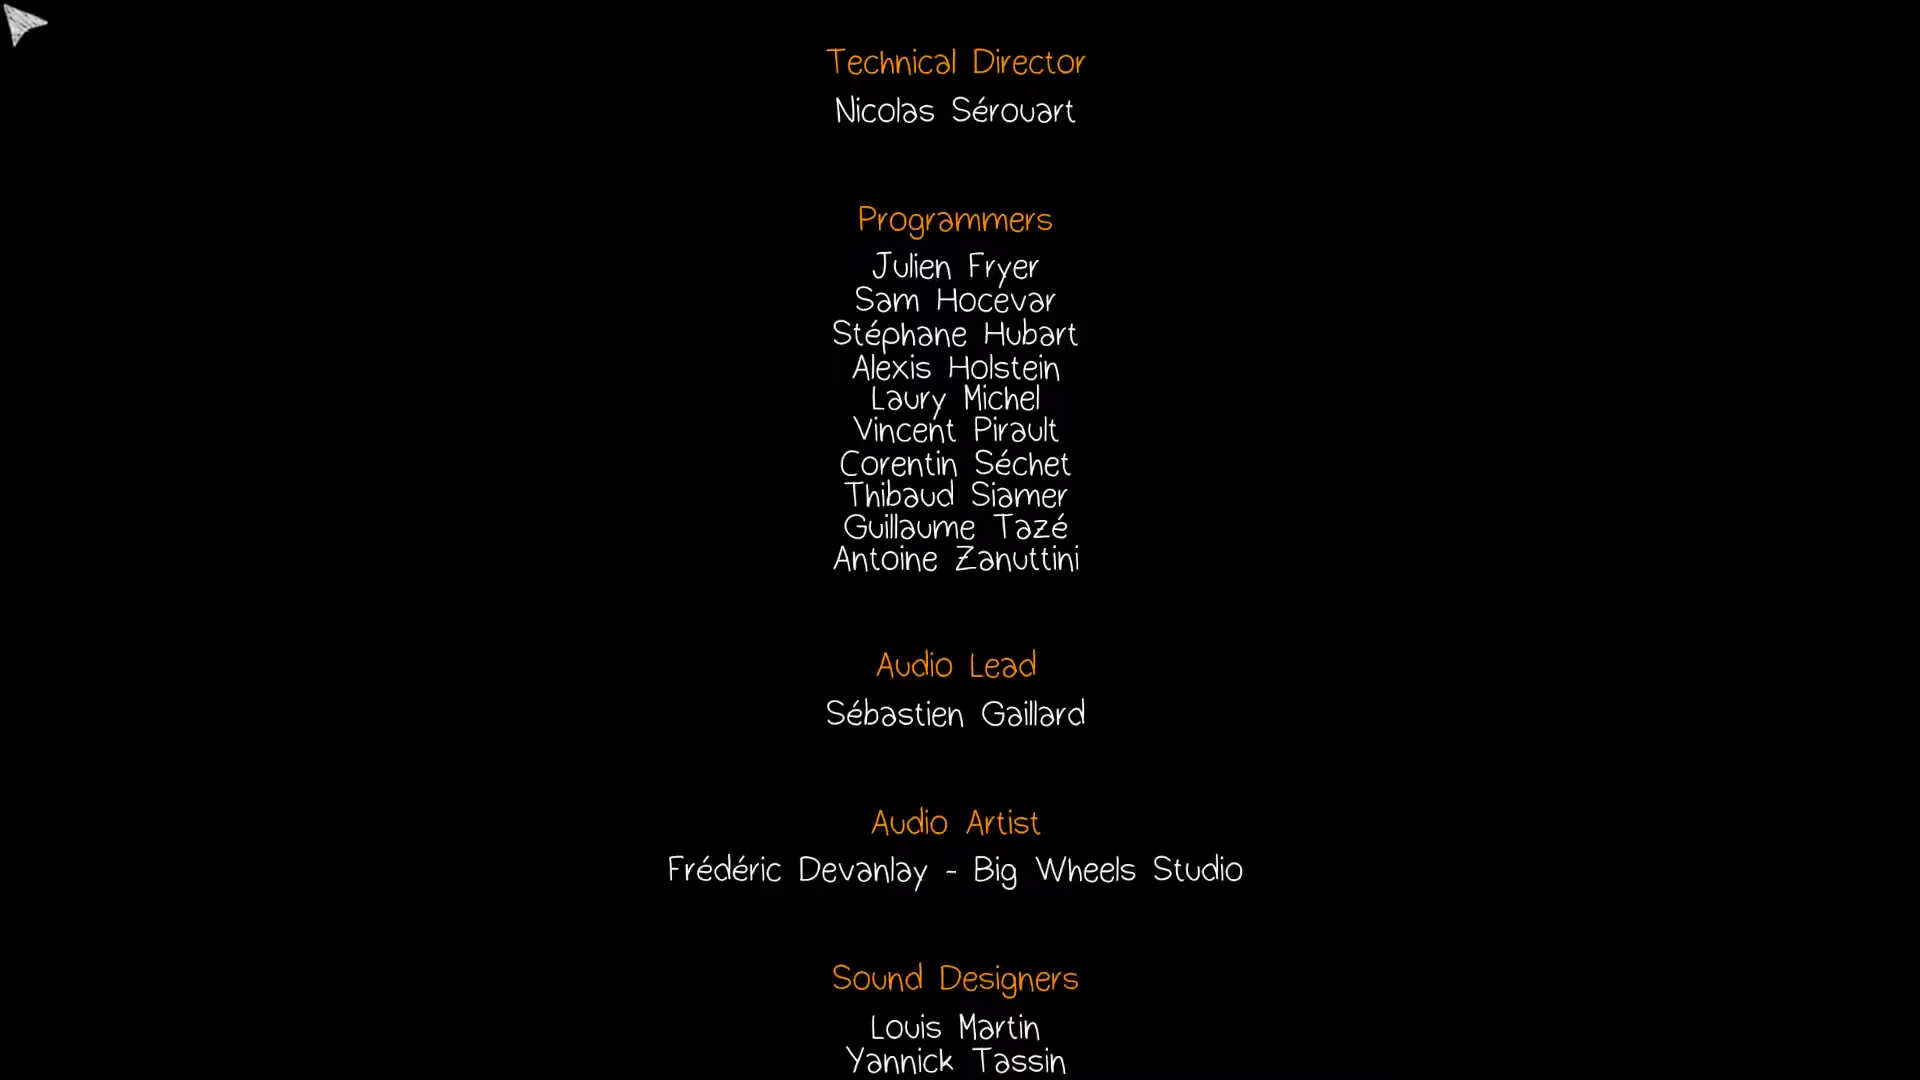 Technical Director
Nicolas Sérouart
Programmers
Julien Fryer
Sam Hocevar
Stéphane Hubart
Alexis Holstein
Laury Michel
Vincent Pirault
Corentin Séchet
Thibaud Siamer
Guillaume Tazé
Antoine Zanuttini
Audio Lead
Sébastien Gaillard
Audio Artist
Frédéric Devanlay - Big Wheels Studio
Sound Designers
Louis Martin
Yannick Tassin